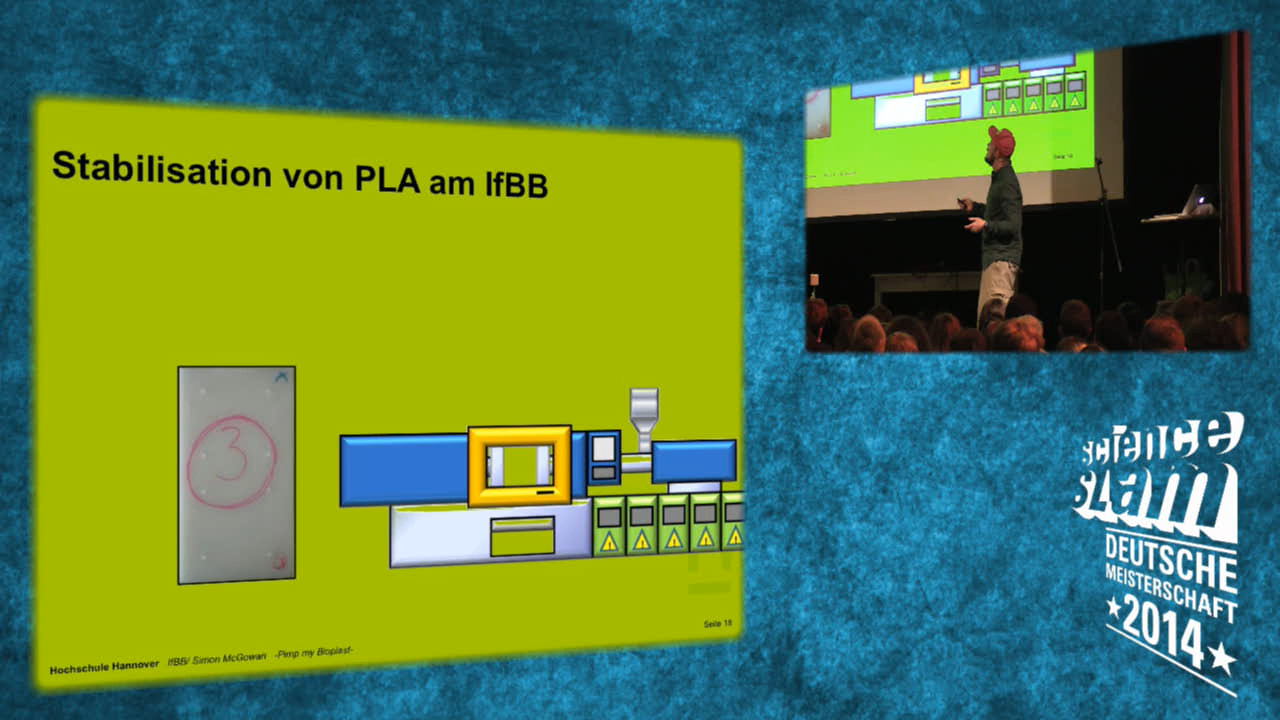 Stabilisation von PLA am IfBB
3
Hochschule Hannover IfBB/ Simon McGowan -Pimp my Bioplast-
Seite 18
science
slam
DEUTSCHE
MEISTERSCHAFT
2014